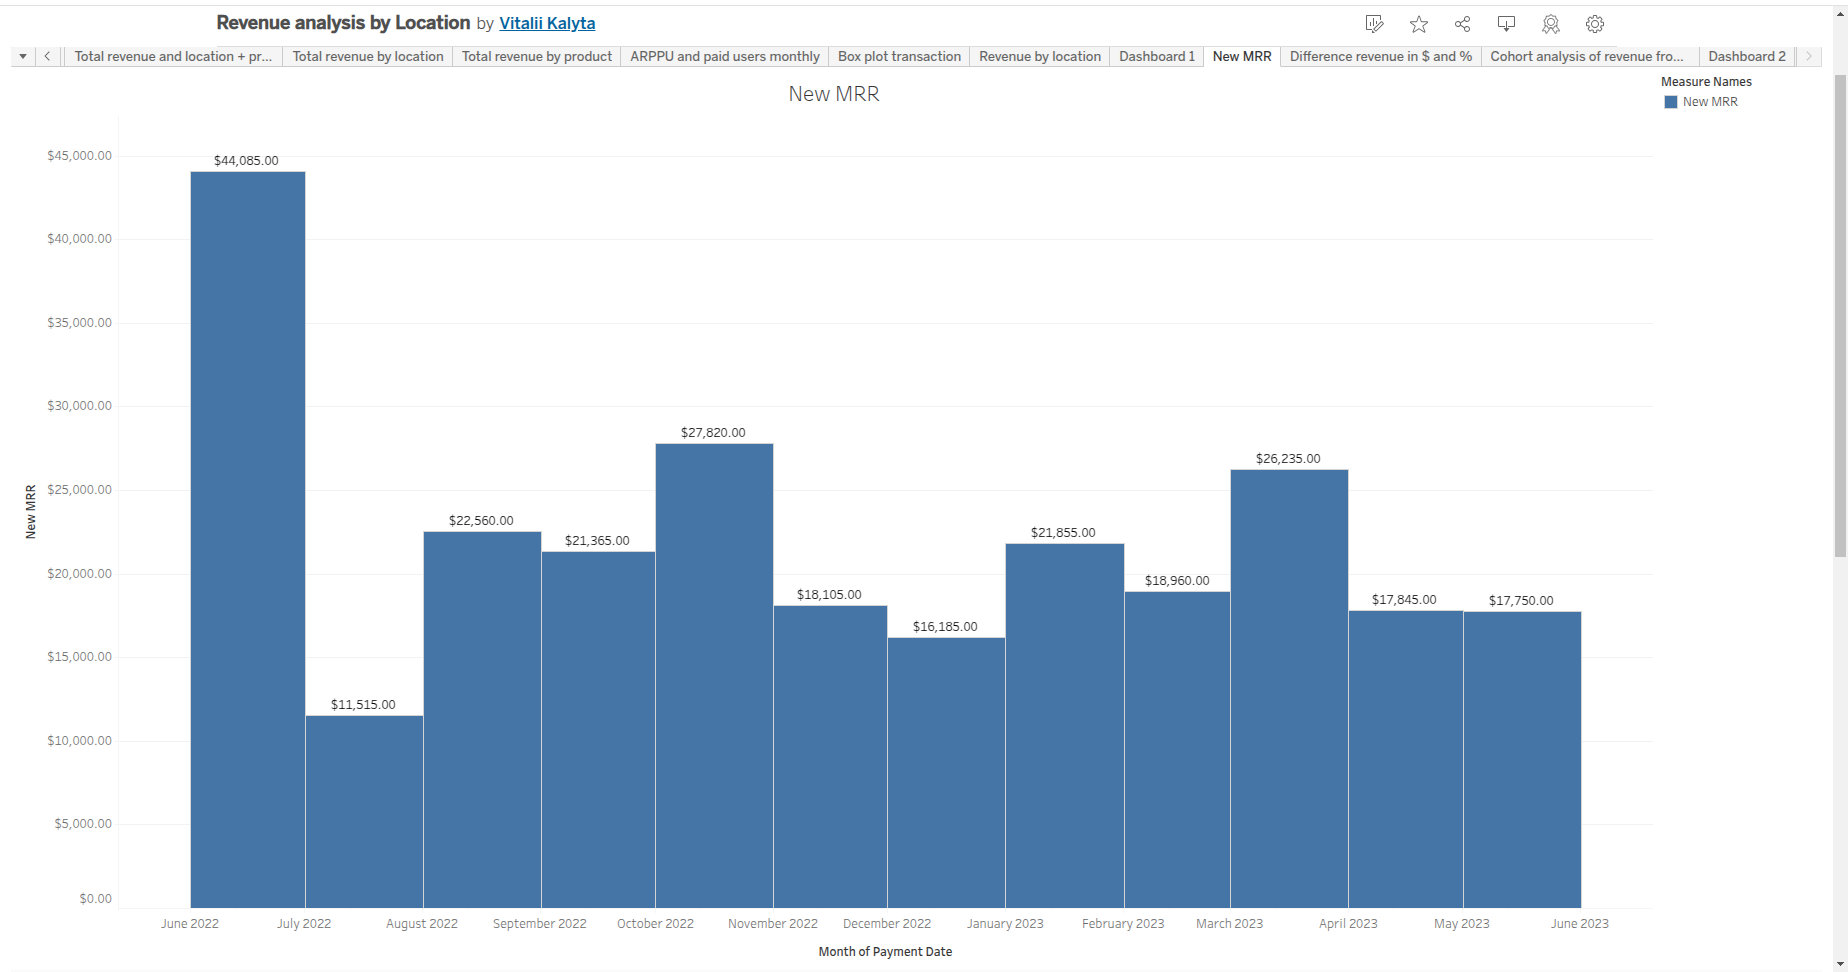 Revenue analysis by Location by Vitalii Kalyta
Total revenue and location + pr... Total revenue by location Total revenue by product ARPPU and paid users monthly Box plot transaction Revenue by location Dashboard 1 New MRR Difference revenue in $ and % Cohort analysis of revenue fro... Dashboard 2
New MRR
Measure Names
New MRR
$45,000.00
$40,000.00
$35,000.00
$30,000.00
$25,000.00
$20,000.00
$15,000.00
$10,000.00
$5,000.00
$0.00
New MRR
$44,085.00
$11,515.00
$22,560.00
$21,365.00
$27,820.00
$18,105.00
$16,185.00
$21,855.00
$18,960.00
$26,235.00
$17,845.00
$17,750.00
June 2022 July 2022 August 2022 September 2022 October 2022 November 2022 December 2022 January 2023 February 2023 March 2023 April 2023 May 2023 June 2023
Month of Payment Date